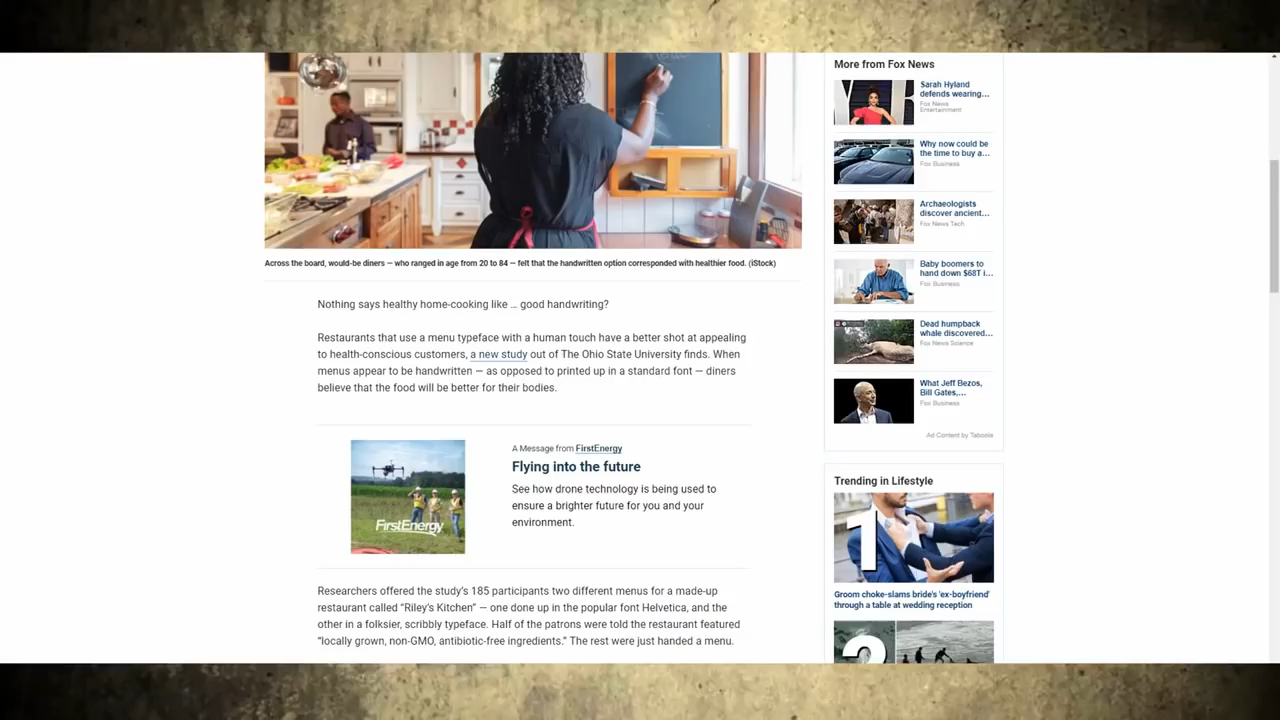 More from Fox News
Sarah Hyland
defends wearing...
Fox News
Entertainment
Why now could be
the time to buy a...
Fox Business
Archaeologists
discover ancient...
Fox News Tech
Baby boomers to
hand down $68T i...
Fox Business
Dead humpback
whale discovered...
Fox News Science
What Jeff Bezos,
Bill Gates,...
Fox Business
Ad Content by Taboola
Across the board, would-be diners — who ranged in age from 20 to 84 — felt that the handwritten option corresponded with healthier food. (iStock)
Nothing says healthy home-cooking like … good handwriting?
Restaurants that use a menu typeface with a human touch have a better shot at appealing
to health-conscious customers, a new study out of The Ohio State University finds. When
menus appear to be handwritten — as opposed to printed up in a standard font — diners
believe that the food will be better for their bodies.
FirstEnergy
A Message from FirstEnergy
Flying into the future
See how drone technology is being used to
ensure a brighter future for you and your
environment.
Trending in Lifestyle
1
Groom choke-slams bride's 'ex-boyfriend'
through a table at wedding reception
2
Researchers offered the study's 185 participants two different menus for a made-up
restaurant called “Riley's Kitchen” — one done up in the popular font Helvetica, and the
other in a folksier, scribbly typeface. Half of the patrons were told the restaurant featured
“locally grown, non-GMO, antibiotic-free ingredients.” The rest were just handed a menu.